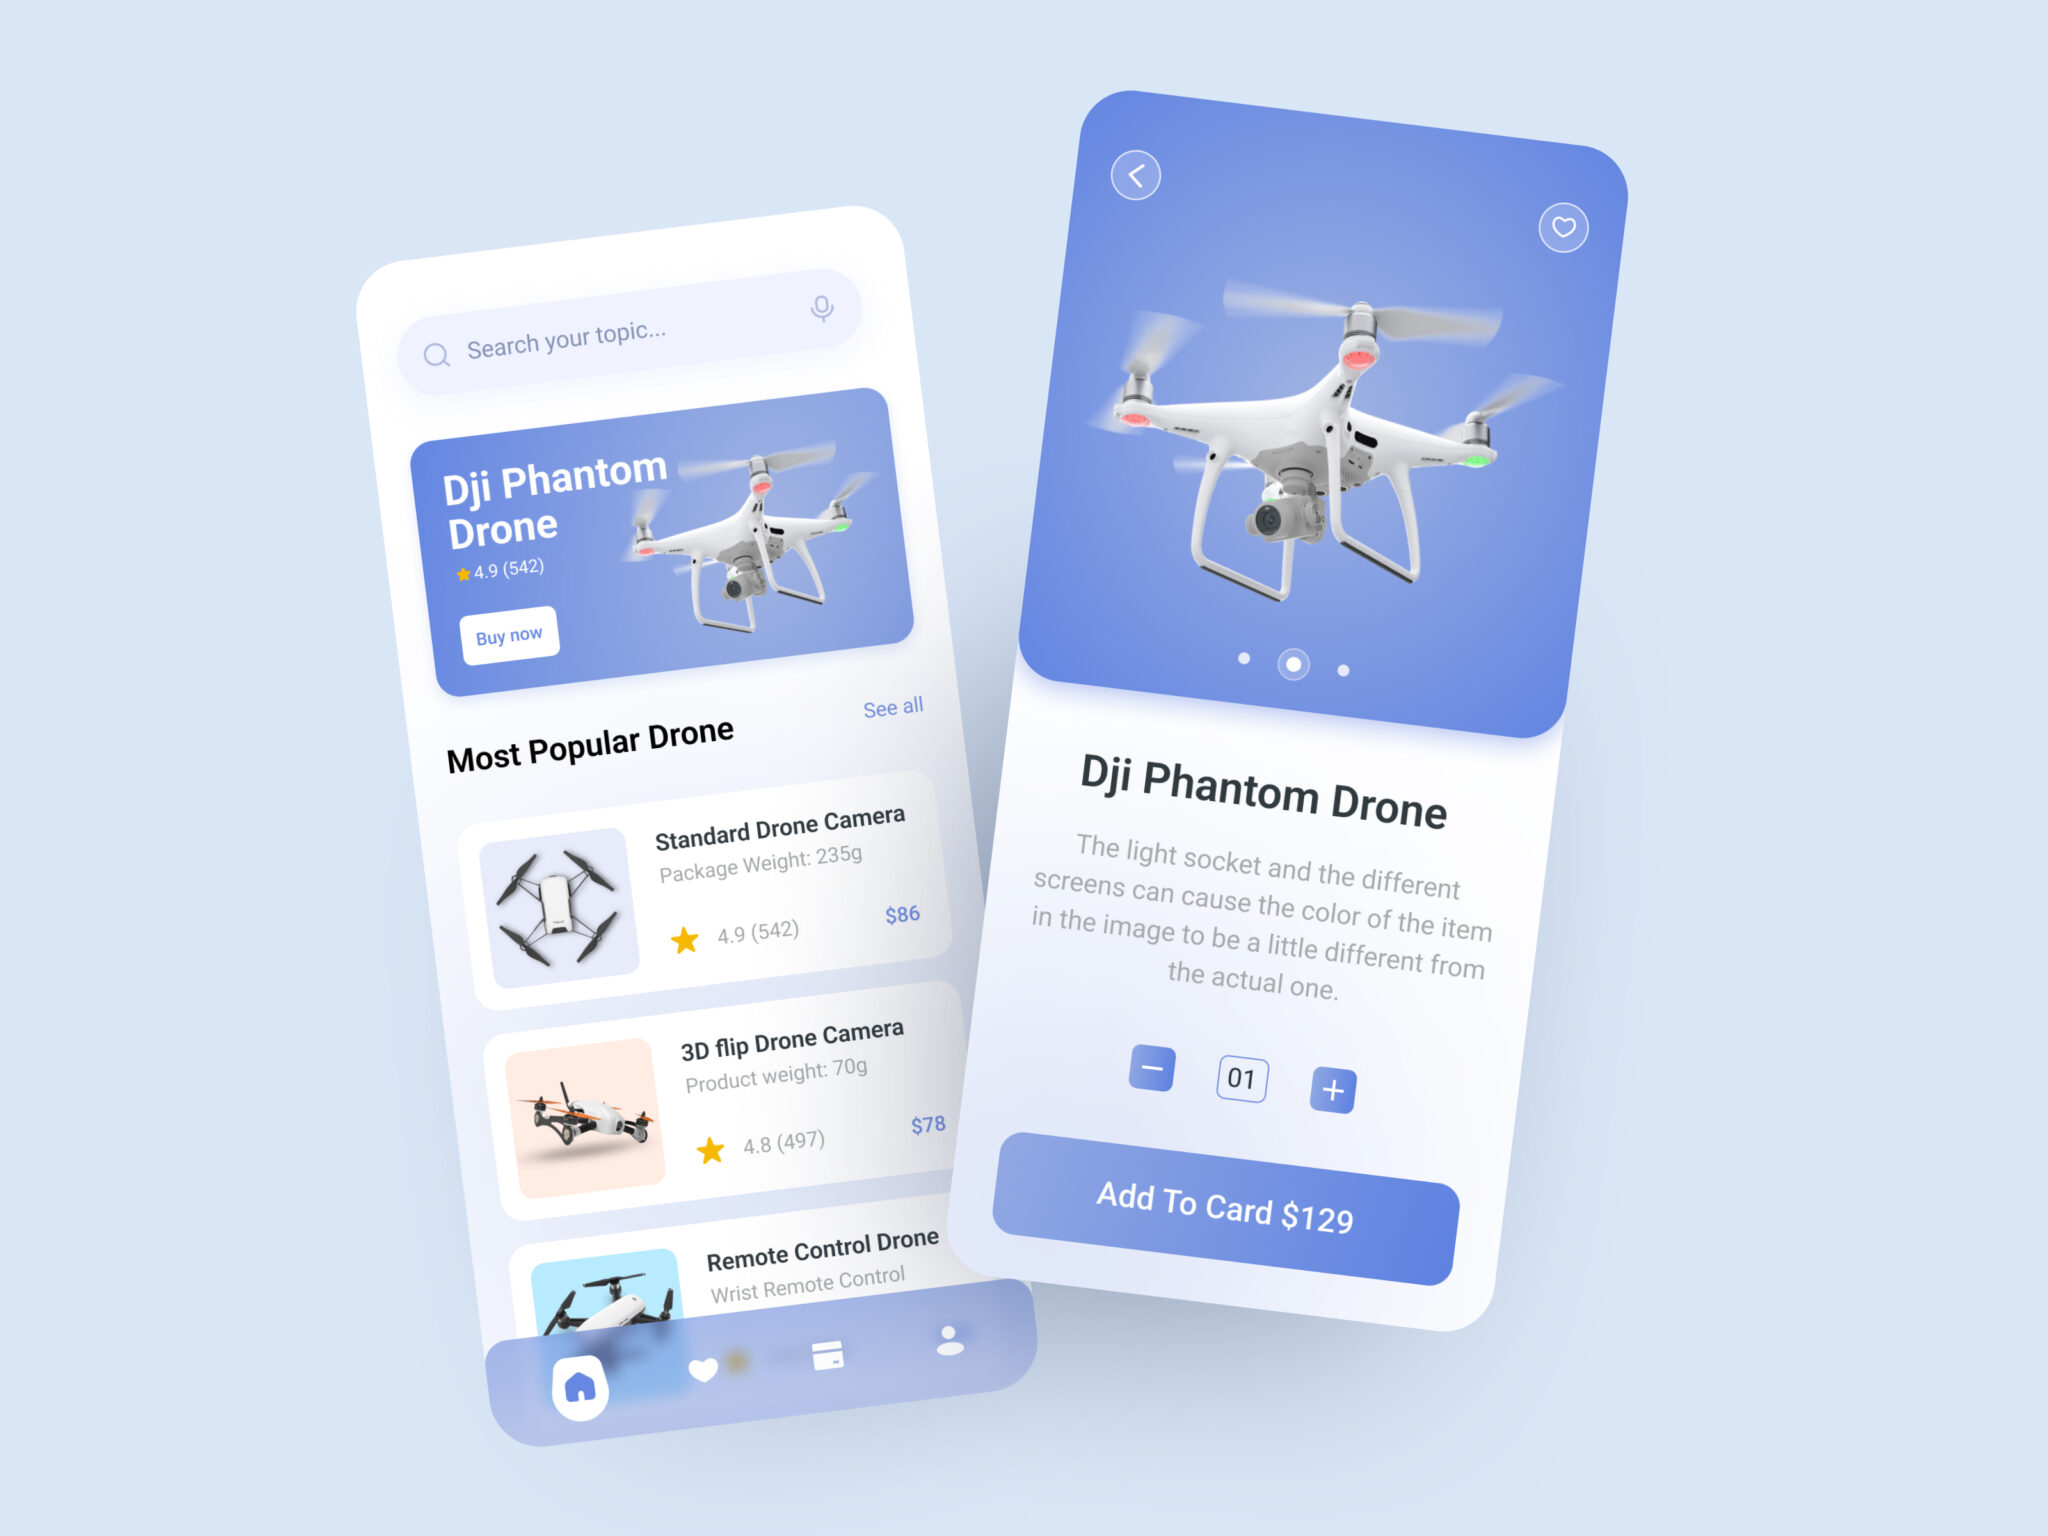 Search your topic...
Dji Phantom
Drone
4.9 (542)
Buy now
Most Popular Drone
See all
Standard Drone Camera
Package Weight: 235g
4.9 (542)
$86
3D flip Drone Camera
Product weight: 70g
4.8 (497)
$78
Remote Control Drone
Wrist Remote Control
Dji Phantom Drone
The light socket and the different
screens can cause the color of the item
in the image to be a little different from
the actual one.
01
Add To Card $129